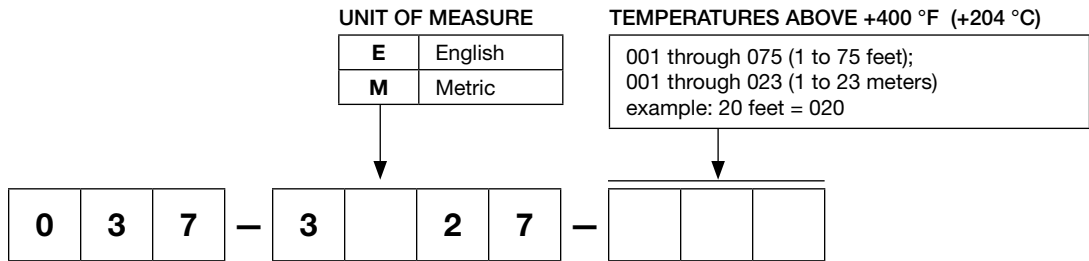 UNIT OF MEASURE
E English
M Metric
TEMPERATURES ABOVE +400 °F (+204 °C)
001 through 075 (1 to 75 feet);
001 through 023 (1 to 23 meters)
example: 20 feet = 020
0 3 7 – 3 2 7 –